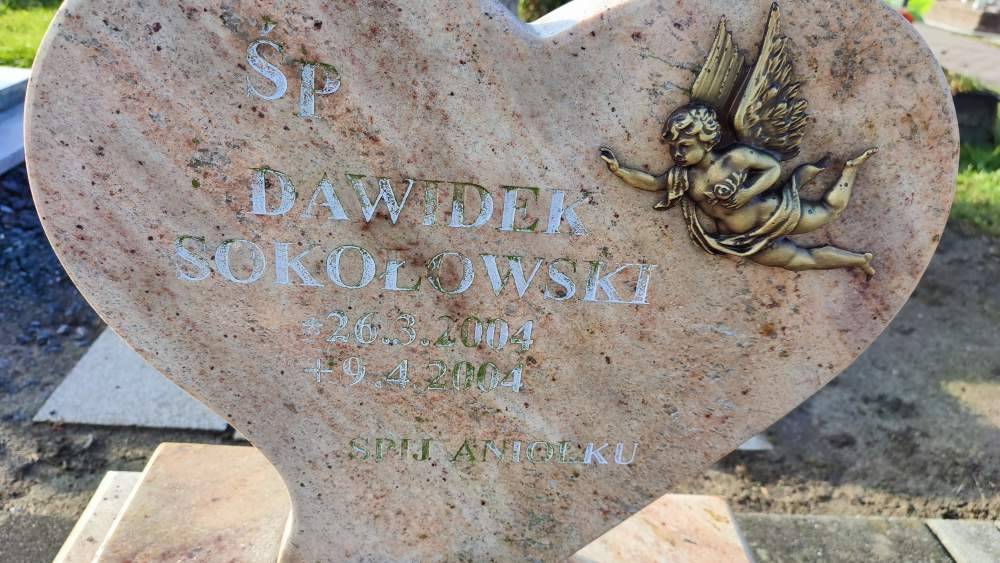 ŚP
DAWIDEK
SOKOŁOWSKI
*26.3.2004
+9.4.2004
ŚPIJ ANIOŁKU